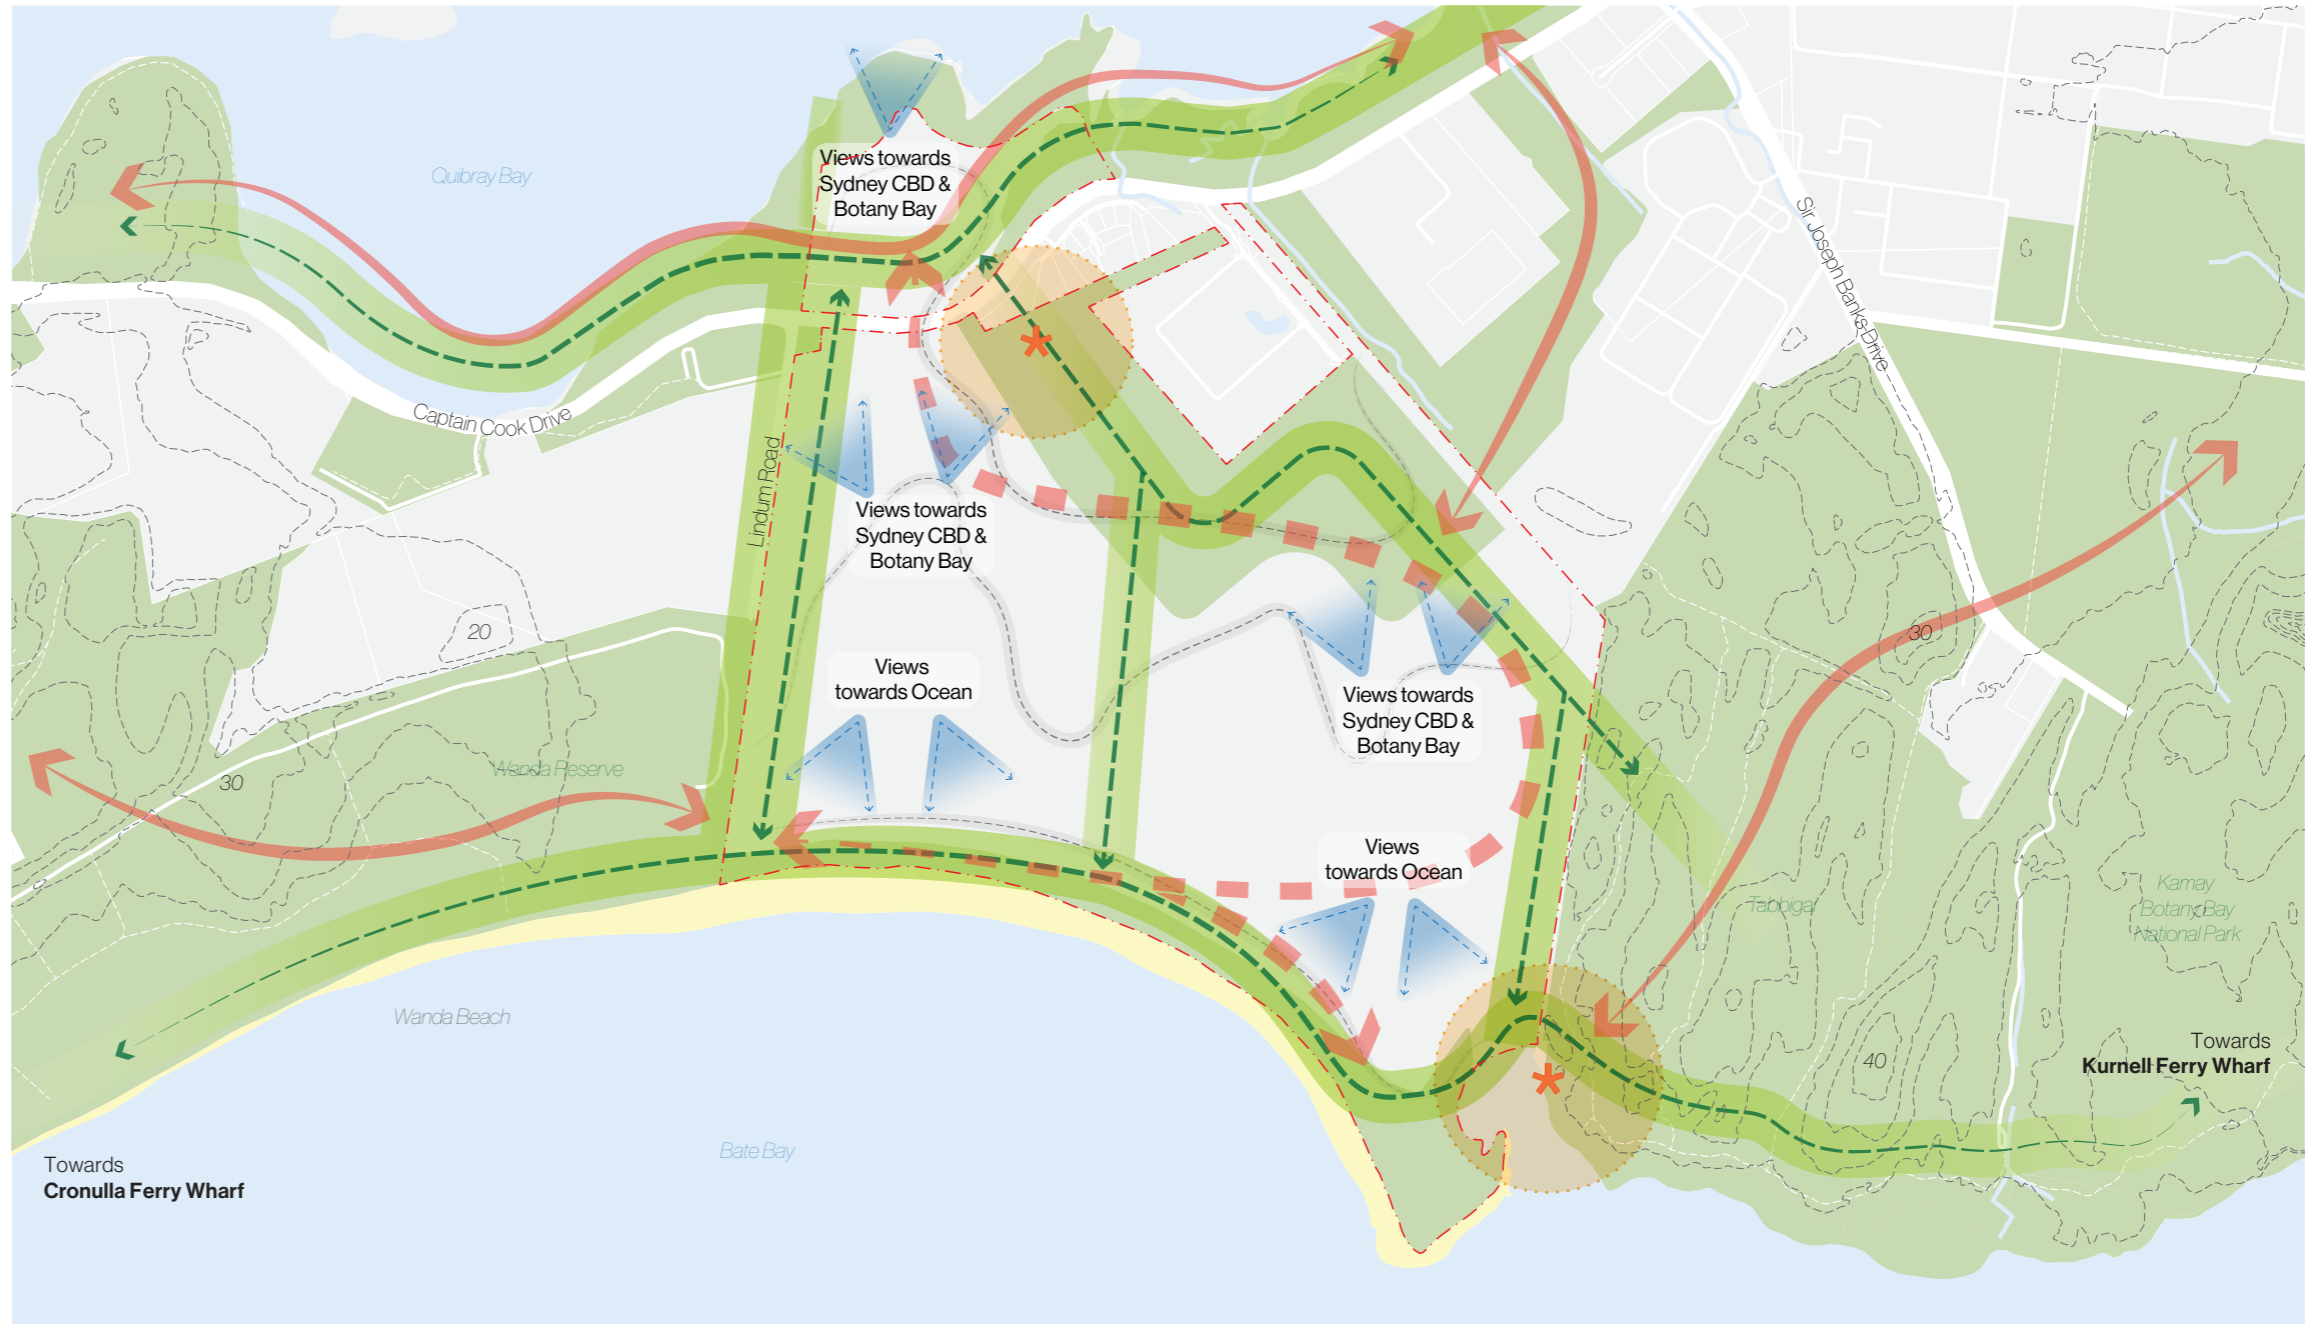 Views towards
Sydney CBD &
Botany Bay
Quibray Bay
Sir Joseph Banks Drive
Captain Cook Drive
Lindum Road
Views towards
Sydney CBD &
Botany Bay
20
30
Views
towards Ocean
Views towards
Sydney CBD &
Botany Bay
Wanda Reserve
30
Views
towards Ocean
Kamay
Botany Bay
National Park
Tabbigai
Wanda Beach
40
Towards
Kurnell Ferry Wharf
Bate Bay
Towards
Cronulla Ferry Wharf